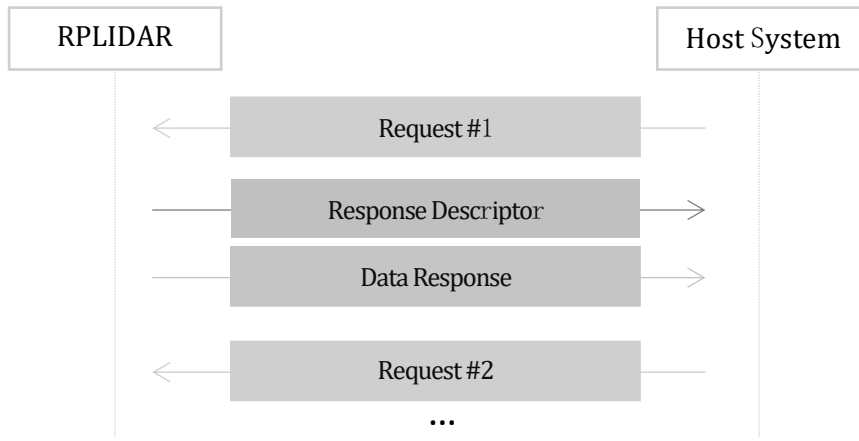 RPLIDAR
Host System
Request #1
Response Descriptor
Data Response
Request #2
...